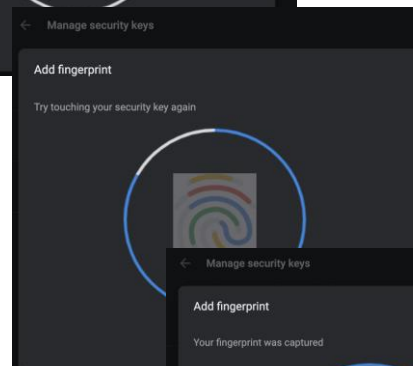 Manage security keys
Add fingerprint
Try touching your security key again
Manage security keys
Add fingerprint
Your fingerprint was captured